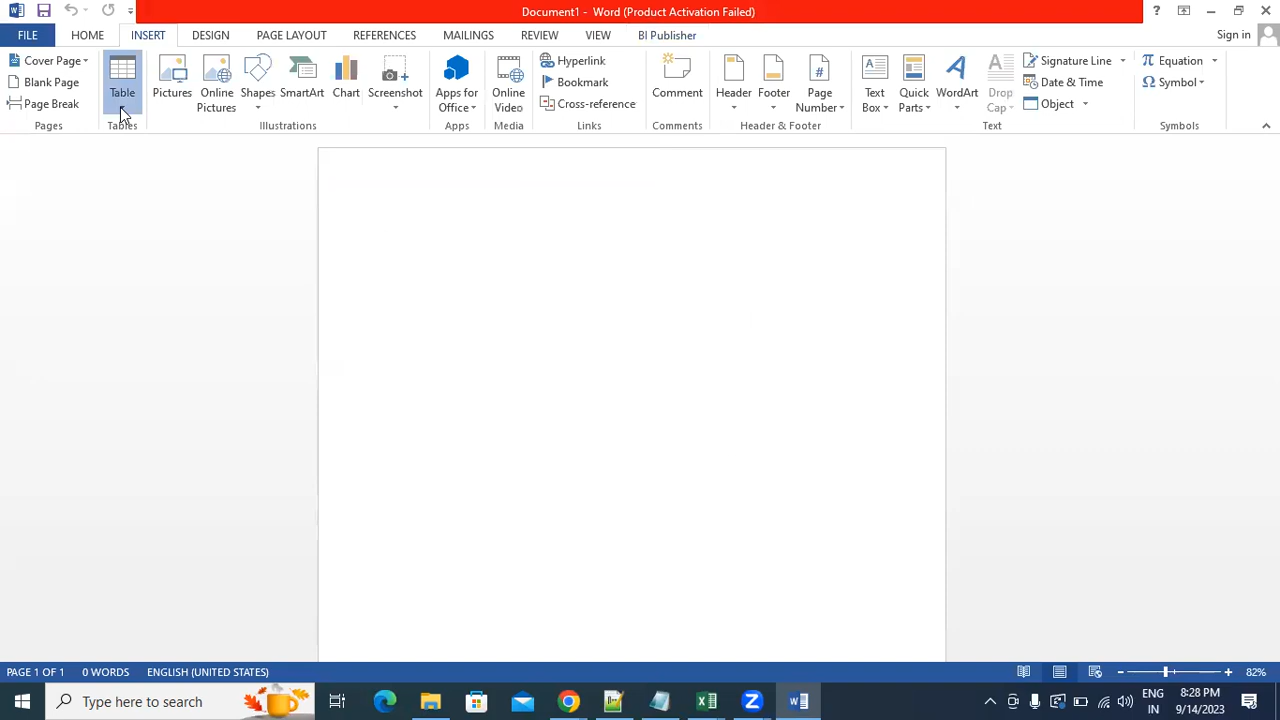 Document1 - Word (Product Activation Failed)
?
FILE HOME INSERT DESIGN PAGE LAYOUT REFERENCES MAILINGS REVIEW VIEW BI Publisher Sign in
Cover Page
Blank Page
Page Break
Pages
Table
Tables
Pictures
Online Pictures
Shapes
SmartArt
Chart
Screenshot
Illustrations
Apps for Office
Apps
Online Video
Media
Hyperlink
Bookmark
Cross-reference
Links
Comment
Comments
Header
Footer
Page Number
Header & Footer
Text Box
Quick Parts
WordArt
Drop Cap
Signature Line
Date & Time
Object
Text
Equation
Symbol
Symbols
PAGE 1 OF 1 0 WORDS ENGLISH (UNITED STATES) 82%
Type here to search
ENG
IN
8:28 PM
9/14/2023